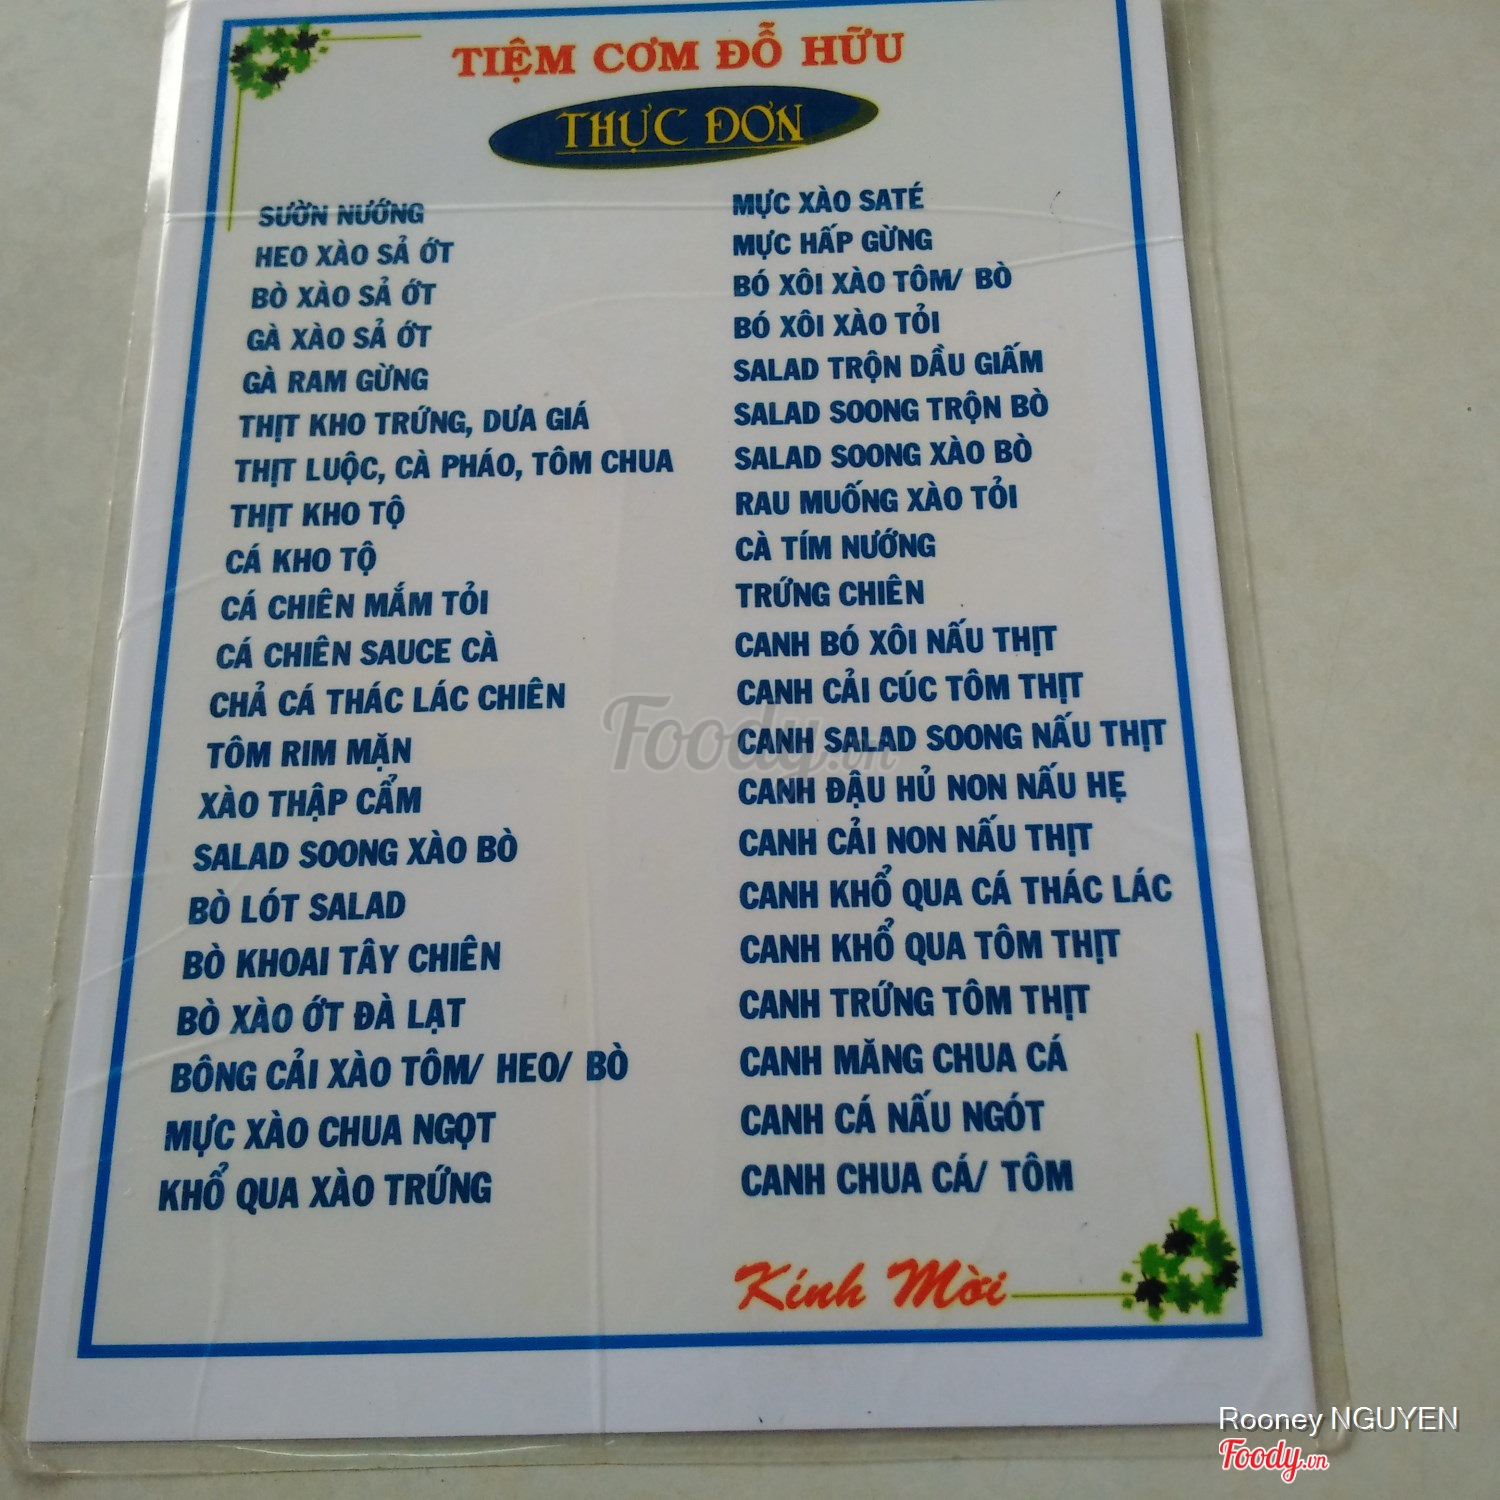 TIỆM CƠM ĐỖ HỮU
THỰC ĐƠN
SƯỜN NƯỚNG
HEO XÀO SẢ ỚT
BÒ XÀO SẢ ỚT
GÀ XÀO SẢ ỚT
GÀ RAM GỪNG
THỊT KHO TRỨNG, DƯA GIÁ
THỊT LUỘC, CÀ PHÁO, TÔM CHUA
THỊT KHO TỘ
CÁ KHO TỘ
CÁ CHIÊN MẮM TỎI
CÁ CHIÊN SAUCE CÀ
CHẢ CÁ THÁC LÁC CHIÊN
TÔM RIM MẶN
XÀO THẬP CẨM
SALAD SOONG XÀO BÒ
BÒ LÓT SALAD
BÒ KHOAI TÂY CHIÊN
BÒ XÀO ỚT ĐÀ LẠT
BÔNG CẢI XÀO TÔM/ HEO/ BÒ
MỰC XÀO CHUA NGỌT
KHỔ QUA XÀO TRỨNG
MỰC XÀO SATÉ
MỰC HẤP GỪNG
BÓ XÔI XÀO TÔM/ BÒ
BÓ XÔI XÀO TỎI
SALAD TRỘN DẦU GIẤM
SALAD SOONG TRỘN BÒ
SALAD SOONG XÀO BÒ
RAU MUỐNG XÀO TỎI
CÀ TÍM NƯỚNG
TRỨNG CHIÊN
CANH BÓ XÔI NẤU THỊT
CANH CẢI CÚC TÔM THỊT
CANH SALAD SOONG NẤU THỊT
CANH ĐẬU HỦ NON NẤU HẸ
CANH CẢI NON NẤU THỊT
CANH KHỔ QUA CÁ THÁC LÁC
CANH KHỔ QUA TÔM THỊT
CANH TRỨNG TÔM THỊT
CANH MĂNG CHUA CÁ
CANH CÁ NẤU NGÓT
CANH CHUA CÁ/ TÔM
Kính Mời
Foody.vn
Rooney NGUYEN
Foody.vn